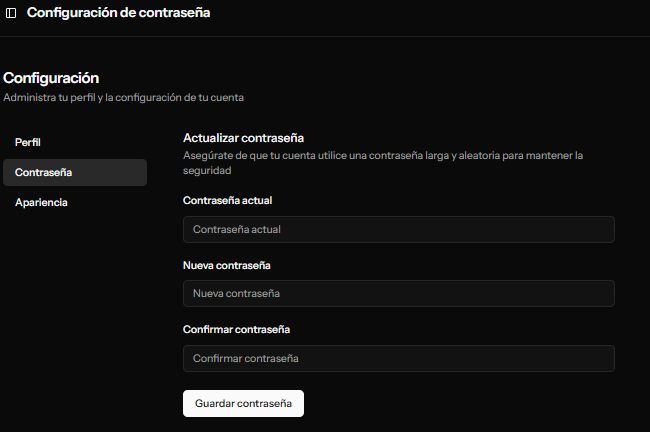 Configuración de contraseña
Configuración
Administra tu perfil y la configuración de tu cuenta
Perfil
Contraseña
Apariencia
Actualizar contraseña
Asegúrate de que tu cuenta utilice una contraseña larga y aleatoria para mantener la
seguridad
Contraseña actual
Contraseña actual
Nueva contraseña
Nueva contraseña
Confirmar contraseña
Confirmar contraseña
Guardar contraseña